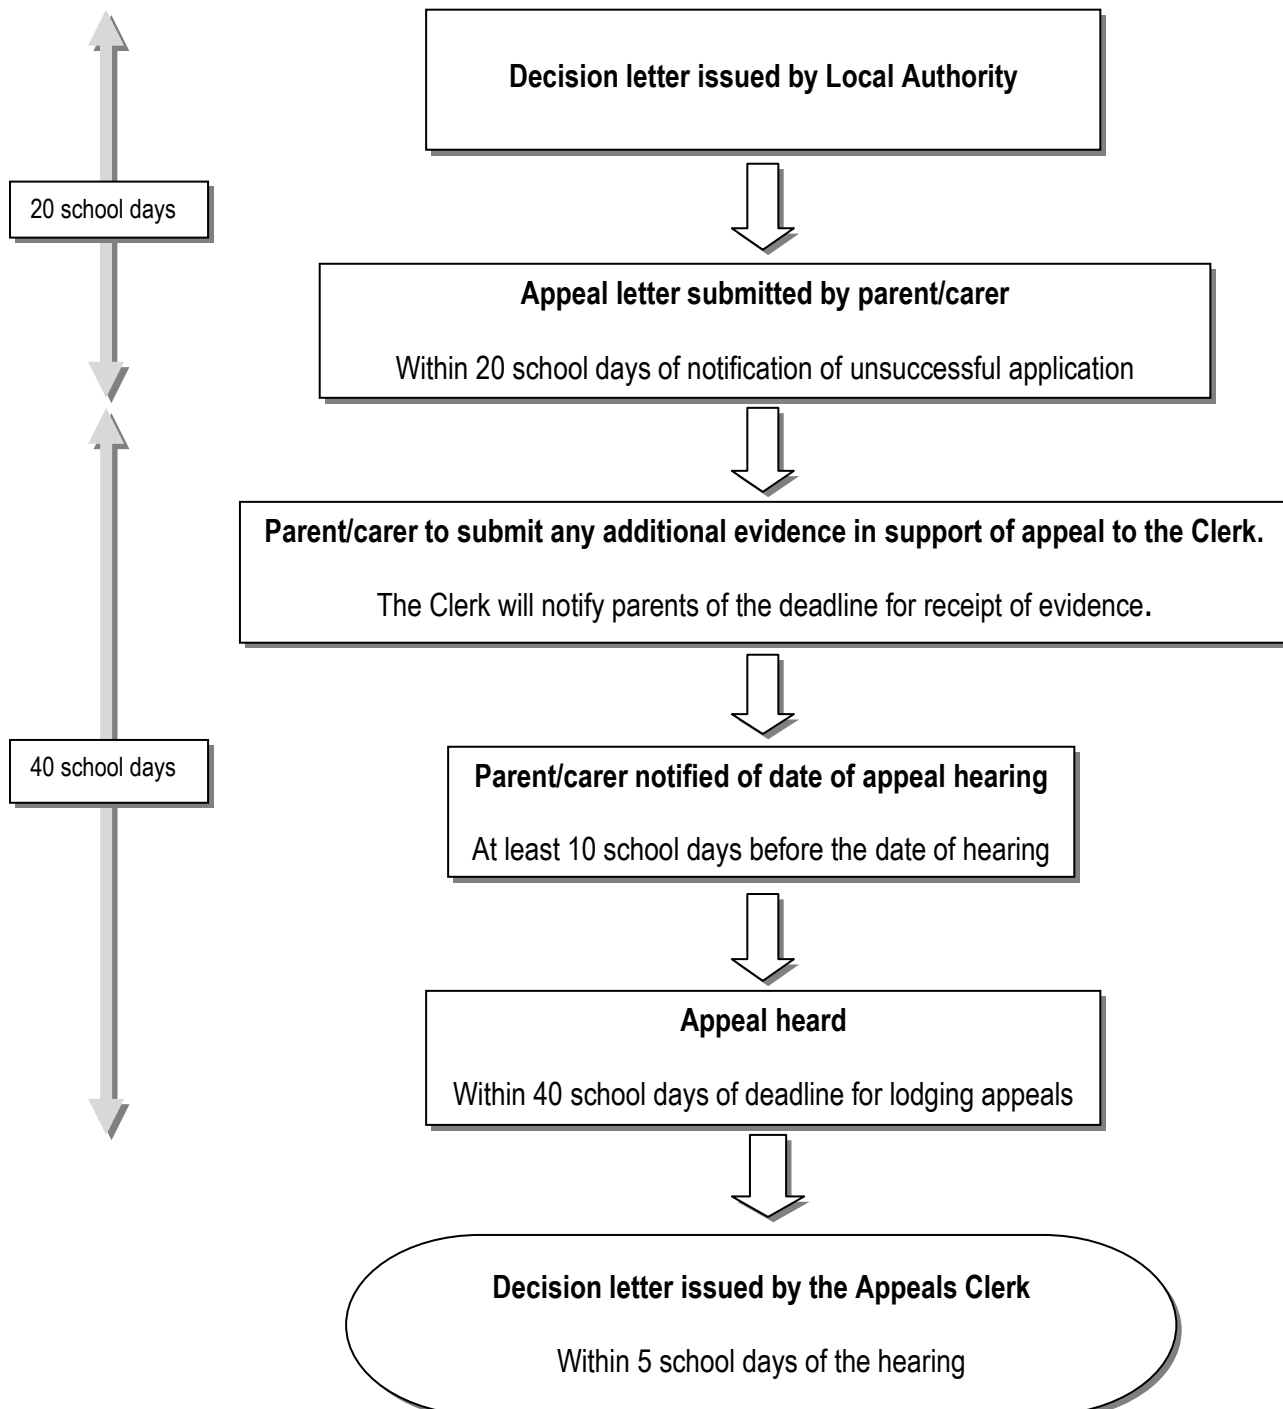 Decision letter issued by Local Authority
20 school days
Appeal letter submitted by parent/carer
Within 20 school days of notification of unsuccessful application
Parent/carer to submit any additional evidence in support of appeal to the Clerk.
The Clerk will notify parents of the deadline for receipt of evidence.
40 school days
Parent/carer notified of date of appeal hearing
At least 10 school days before the date of hearing
Appeal heard
Within 40 school days of deadline for lodging appeals
Decision letter issued by the Appeals Clerk
Within 5 school days of the hearing